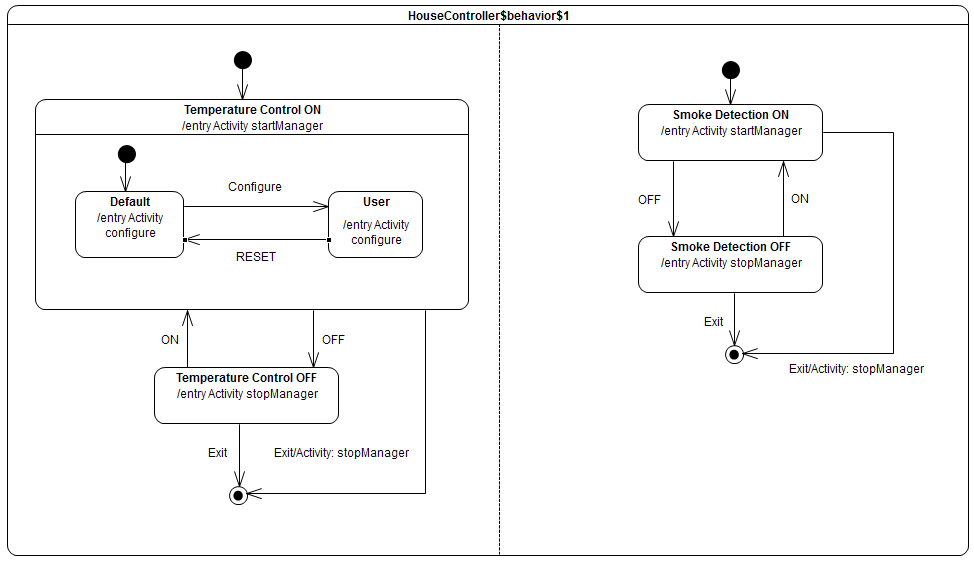 HouseController$behavior$1
Temperature Control ON
/entry Activity startManager
Default
/entry Activity
configure
Configure
User
/entry Activity
configure
RESET
ON
OFF
Temperature Control OFF
/entry Activity stopManager
Exit
Exit/Activity: stopManager
Smoke Detection ON
/entry Activity startManager
OFF
ON
Smoke Detection OFF
/entry Activity stopManager
Exit
Exit/Activity: stopManager